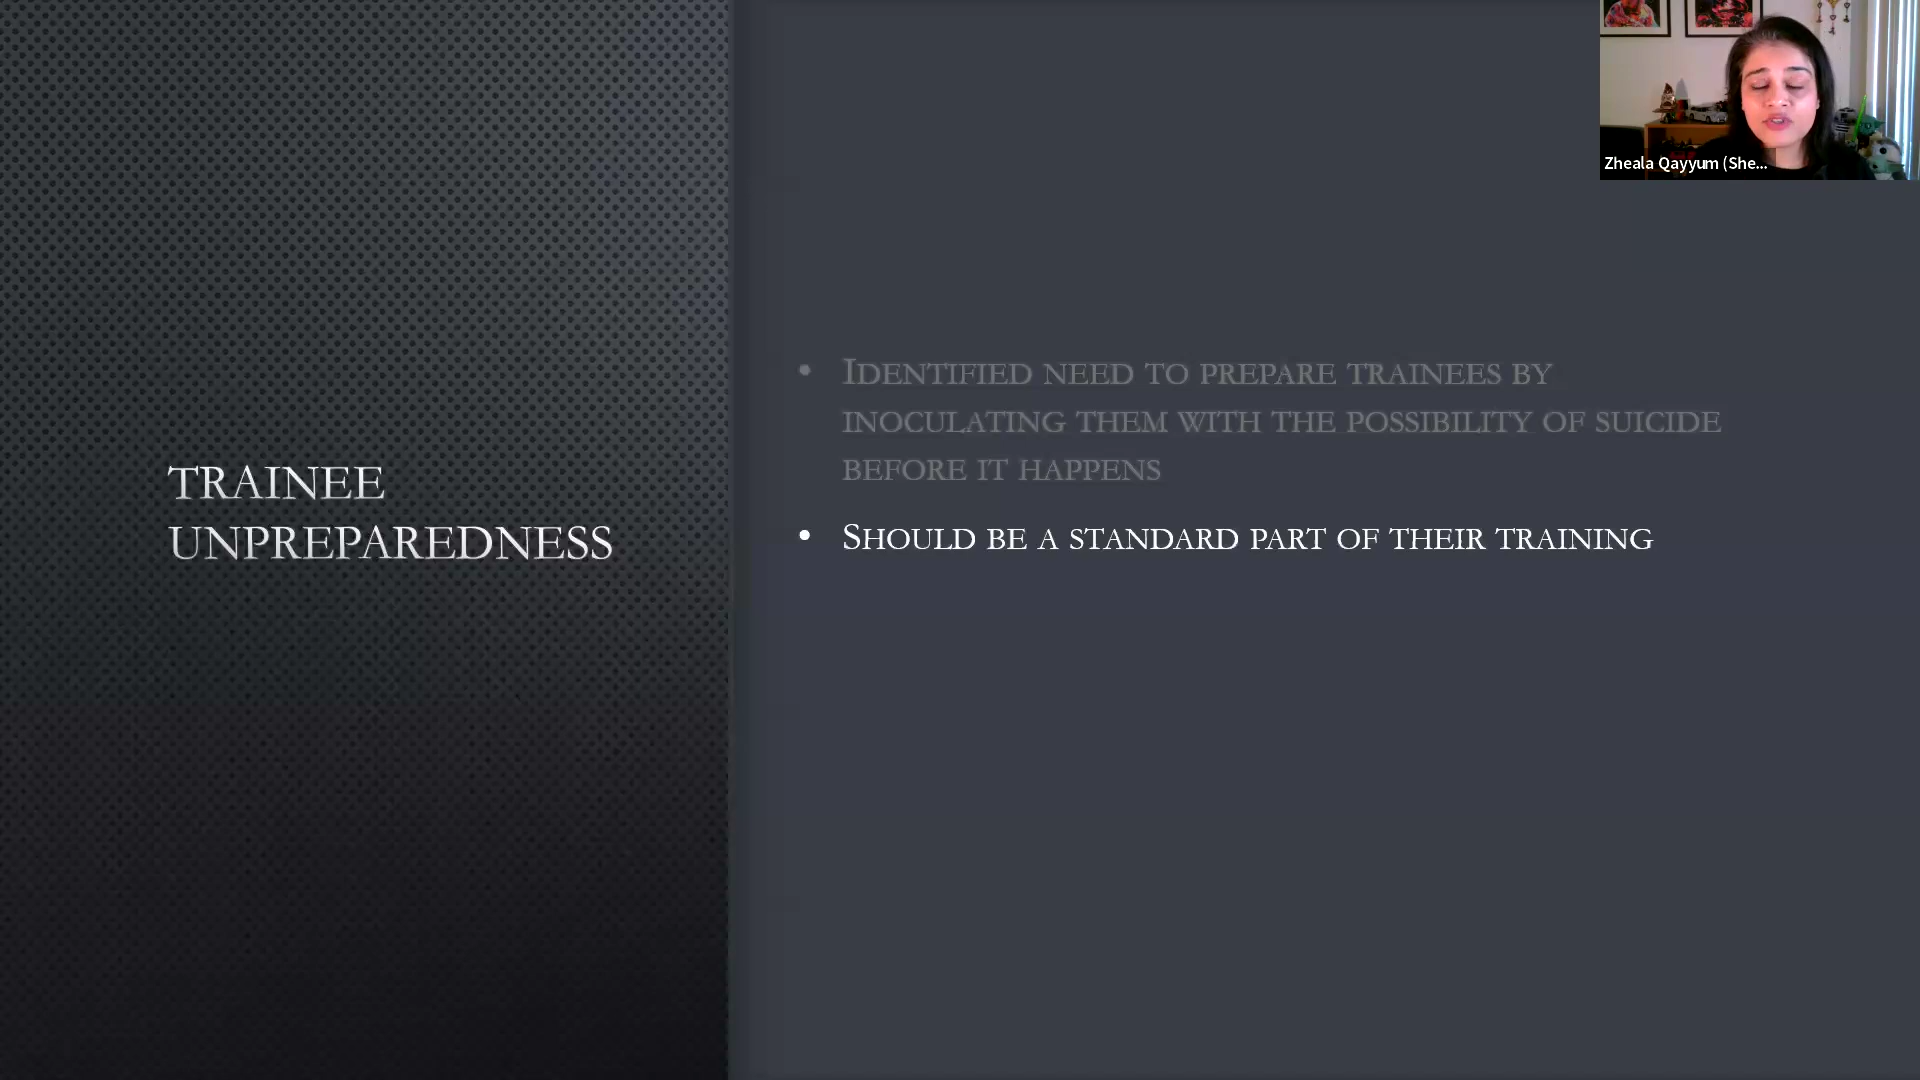 TRAINEE
UNPREPAREDNESS
• IDENTIFIED NEED TO PREPARE TRAINEES BY
INOCULATING THEM WITH THE POSSIBILITY OF SUICIDE
BEFORE IT HAPPENS
• SHOULD BE A STANDARD PART OF THEIR TRAINING
Zheala Qayyum (She...